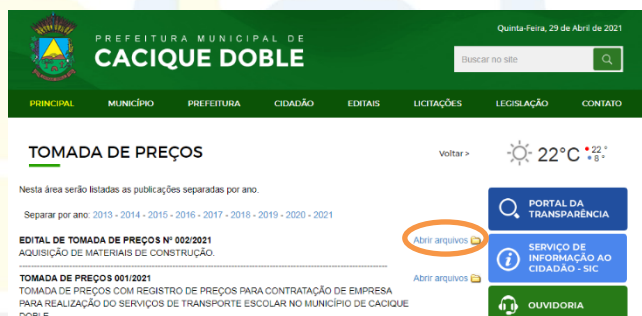 Quinta-Feira, 29 de Abril de 2021
PREFEITURA MUNICIPAL DE
CACIQUE DOBLE
Buscar no site
PRINCIPAL MUNICÍPIO PREFEITURA CIDADÃO EDITAIS LICITAÇÕES LEGISLAÇÃO CONTATO
TOMADA DE PREÇOS
Voltar >
22°C 22° 8°
Nesta área serão listadas as publicações separadas por ano.
Separar por ano: 2013 - 2014 - 2015 - 2016 - 2017 - 2018 - 2019 - 2020 - 2021
EDITAL DE TOMADA DE PREÇOS Nº 002/2021
Abrir arquivos
AQUISIÇÃO DE MATERIAIS DE CONSTRUÇÃO.
TOMADA DE PREÇOS 001/2021
Abrir arquivos
TOMADA DE PREÇOS COM REGISTRO DE PREÇOS PARA CONTRATAÇÃO DE EMPRESA
PARA REALIZAÇÃO DO SERVIÇOS DE TRANSPORTE ESCOLAR NO MUNICÍPIO DE CACIQUE
DOBLE
PORTAL DA
TRANSPARÊNCIA
SERVIÇO DE
INFORMAÇÃO AO
CIDADÃO - SIC
OUVIDORIA